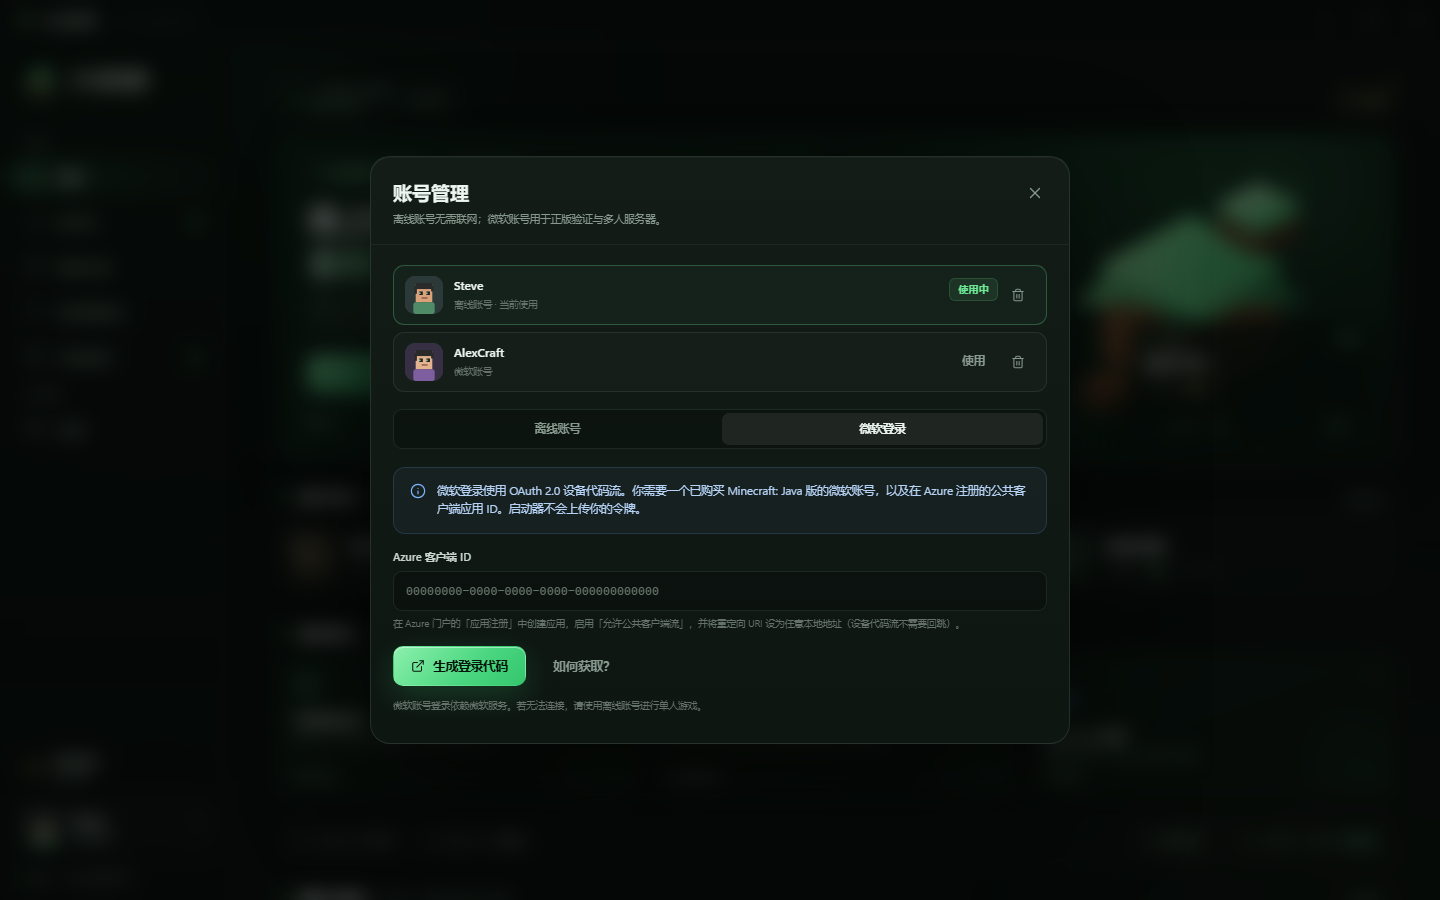 账号管理
离线账号无需联网；微软账号用于正版验证与多人服务器。
Steve
离线账号 · 当前使用
使用中
AlexCraft
微软账号
使用
离线账号
微软登录
微软登录使用 OAuth 2.0 设备代码流。你需要一个已购买 Minecraft: Java 版的微软账号，以及在 Azure 注册的公共客
户端应用 ID。启动器不会上传你的令牌。
Azure 客户端 ID
00000000-0000-0000-0000-000000000000
在 Azure 门户的「应用注册」中创建应用，启用「允许公共客户端流」，并将重定向 URI 设为任意本地地址（设备代码流不需要回跳）。
生成登录代码
如何获取？
微软账号登录依赖微软服务。若无法连接，请使用离线账号进行单人游戏。